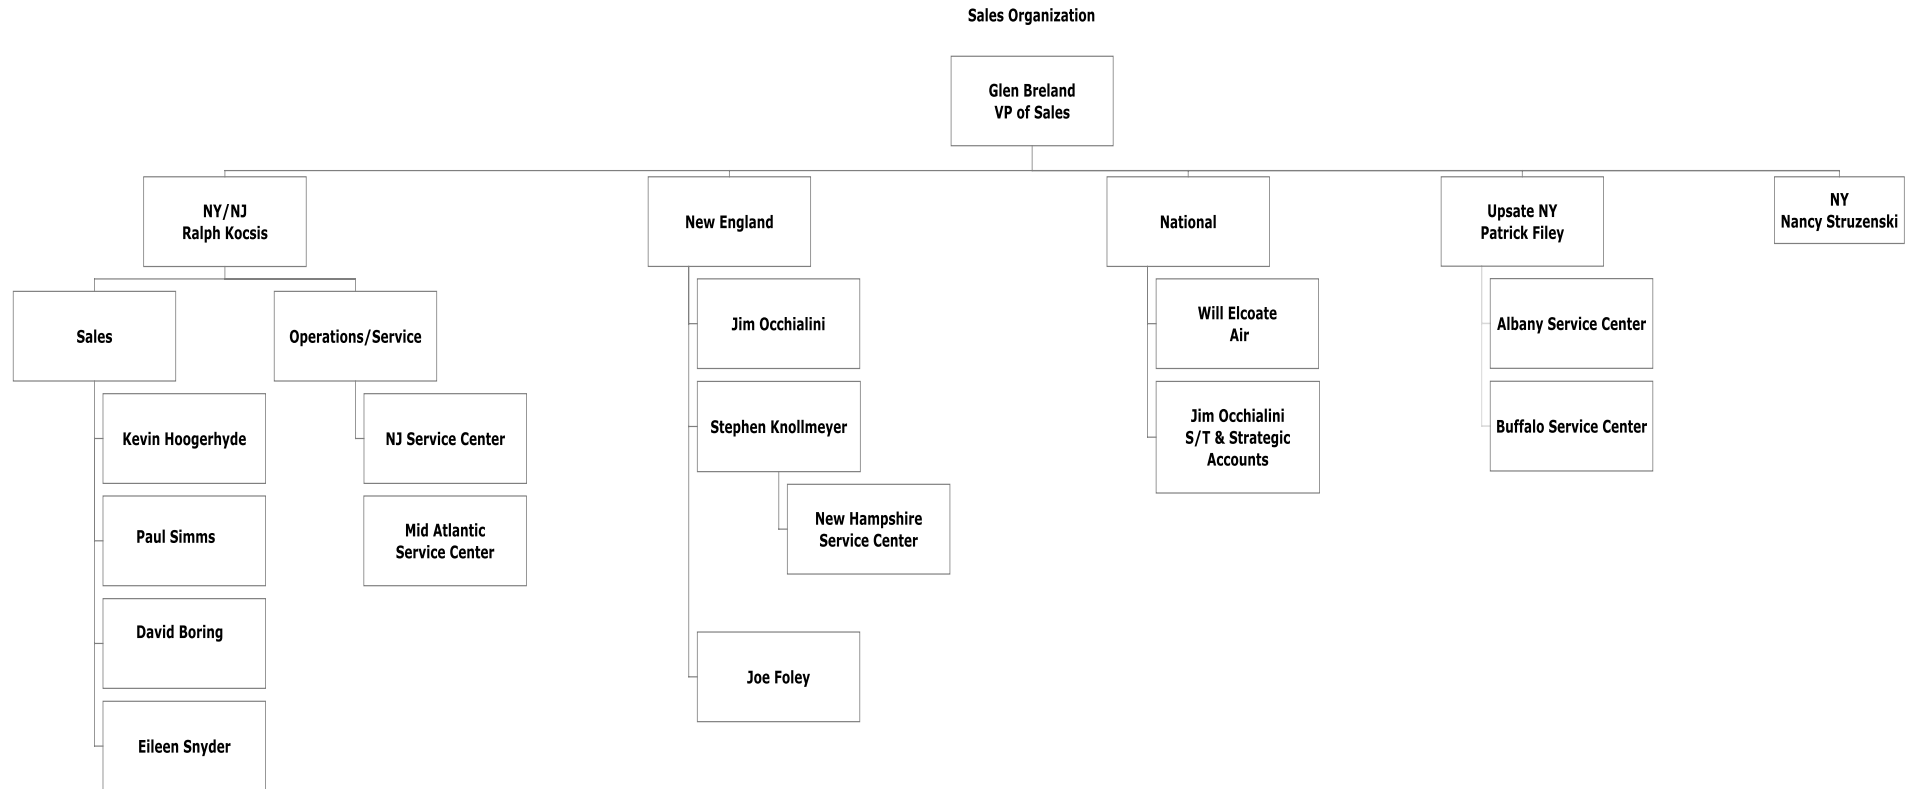 Sales Organization
Glen Breland
VP of Sales
NY/NJ
Ralph Kocsis
New England
National
Upsate NY
Patrick Filey
NY
Nancy Struzenski
Sales
Operations/Service
Kevin Hoogerhyde
Paul Simms
David Boring
Eileen Snyder
NJ Service Center
Mid Atlantic
Service Center
Jim Occhialini
Stephen Knollmeyer
New Hampshire
Service Center
Joe Foley
Will Elcoate
Air
Jim Occhialini
S/T & Strategic
Accounts
Albany Service Center
Buffalo Service Center